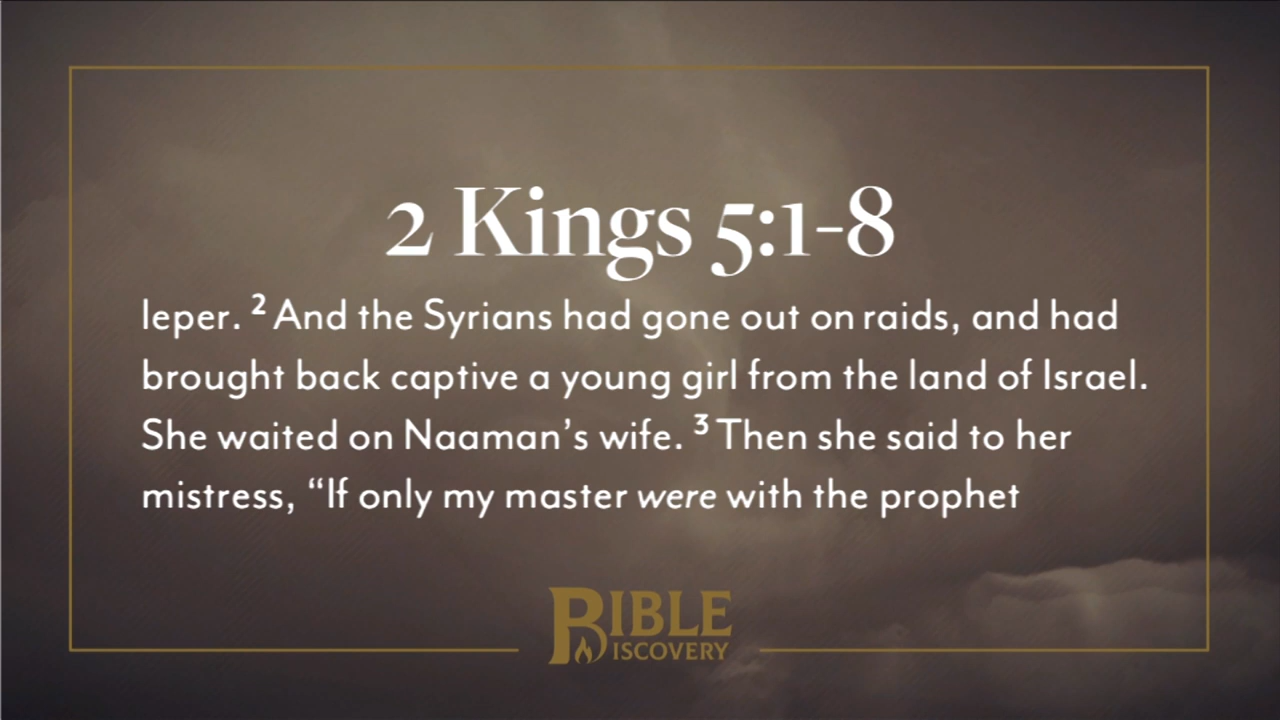 2 Kings 5:1-8
leper. ² And the Syrians had gone out on raids, and had
brought back captive a young girl from the land of Israel.
She waited on Naaman’s wife. ³ Then she said to her
mistress, “If only my master were with the prophet
BIBLE
DISCOVERY